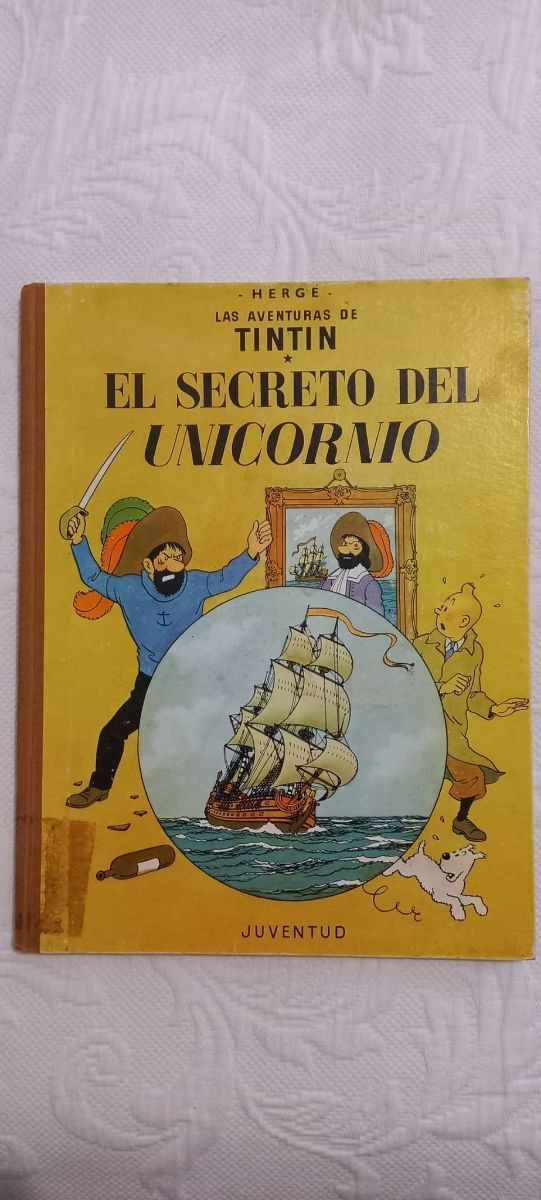 - HERGÉ -
LAS AVENTURAS DE
TINTIN
*
EL SECRETO DEL
UNICORNIO
JUVENTUD